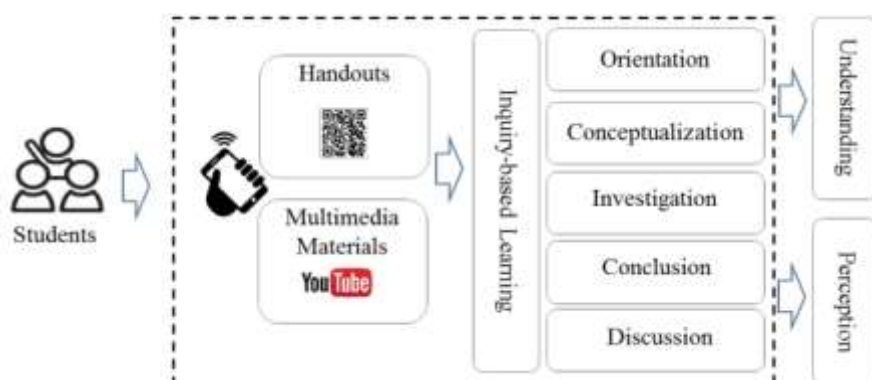 Students
Handouts
Multimedia
Materials
YouTube
Inquiry-based Learning
Orientation
Conceptualization
Investigation
Conclusion
Discussion
Understanding
Perception